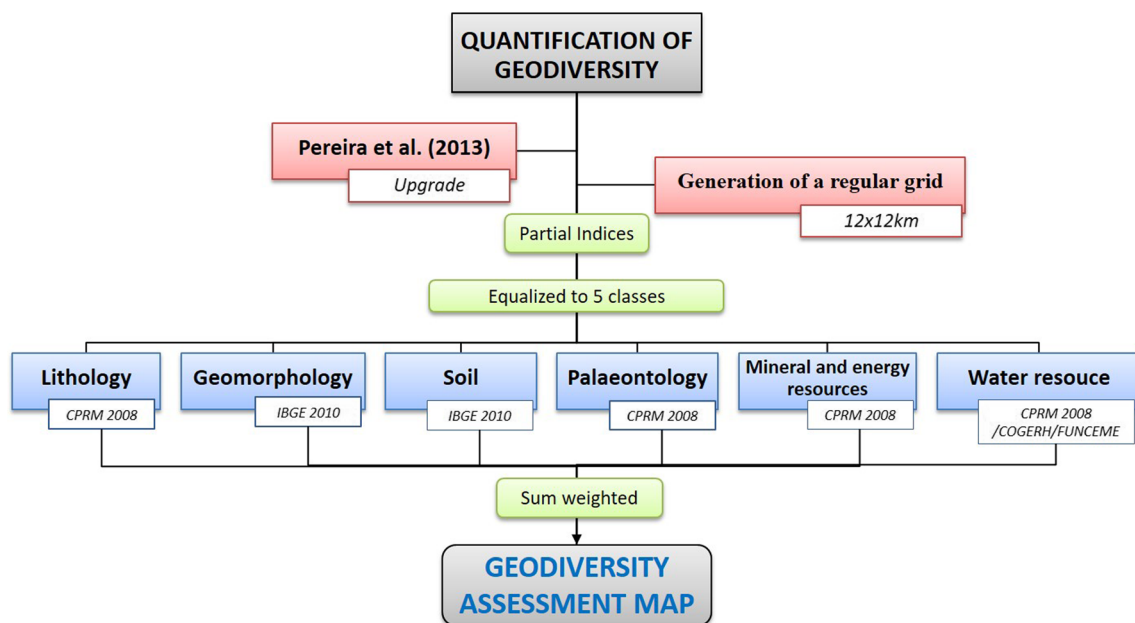 QUANTIFICATION OF
GEODIVERSITY
Pereira et al. (2013)
Upgrade
Generation of a regular grid
12x12km
Partial Indices
Equalized to 5 classes
Lithology
CPRM 2008
Geomorphology
IBGE 2010
Soil
IBGE 2010
Palaeontology
CPRM 2008
Mineral and energy
resources
CPRM 2008
Water resouce
CPRM 2008
/COGERH/FUNCEME
Sum weighted
GEODIVERSITY
ASSESSMENT MAP